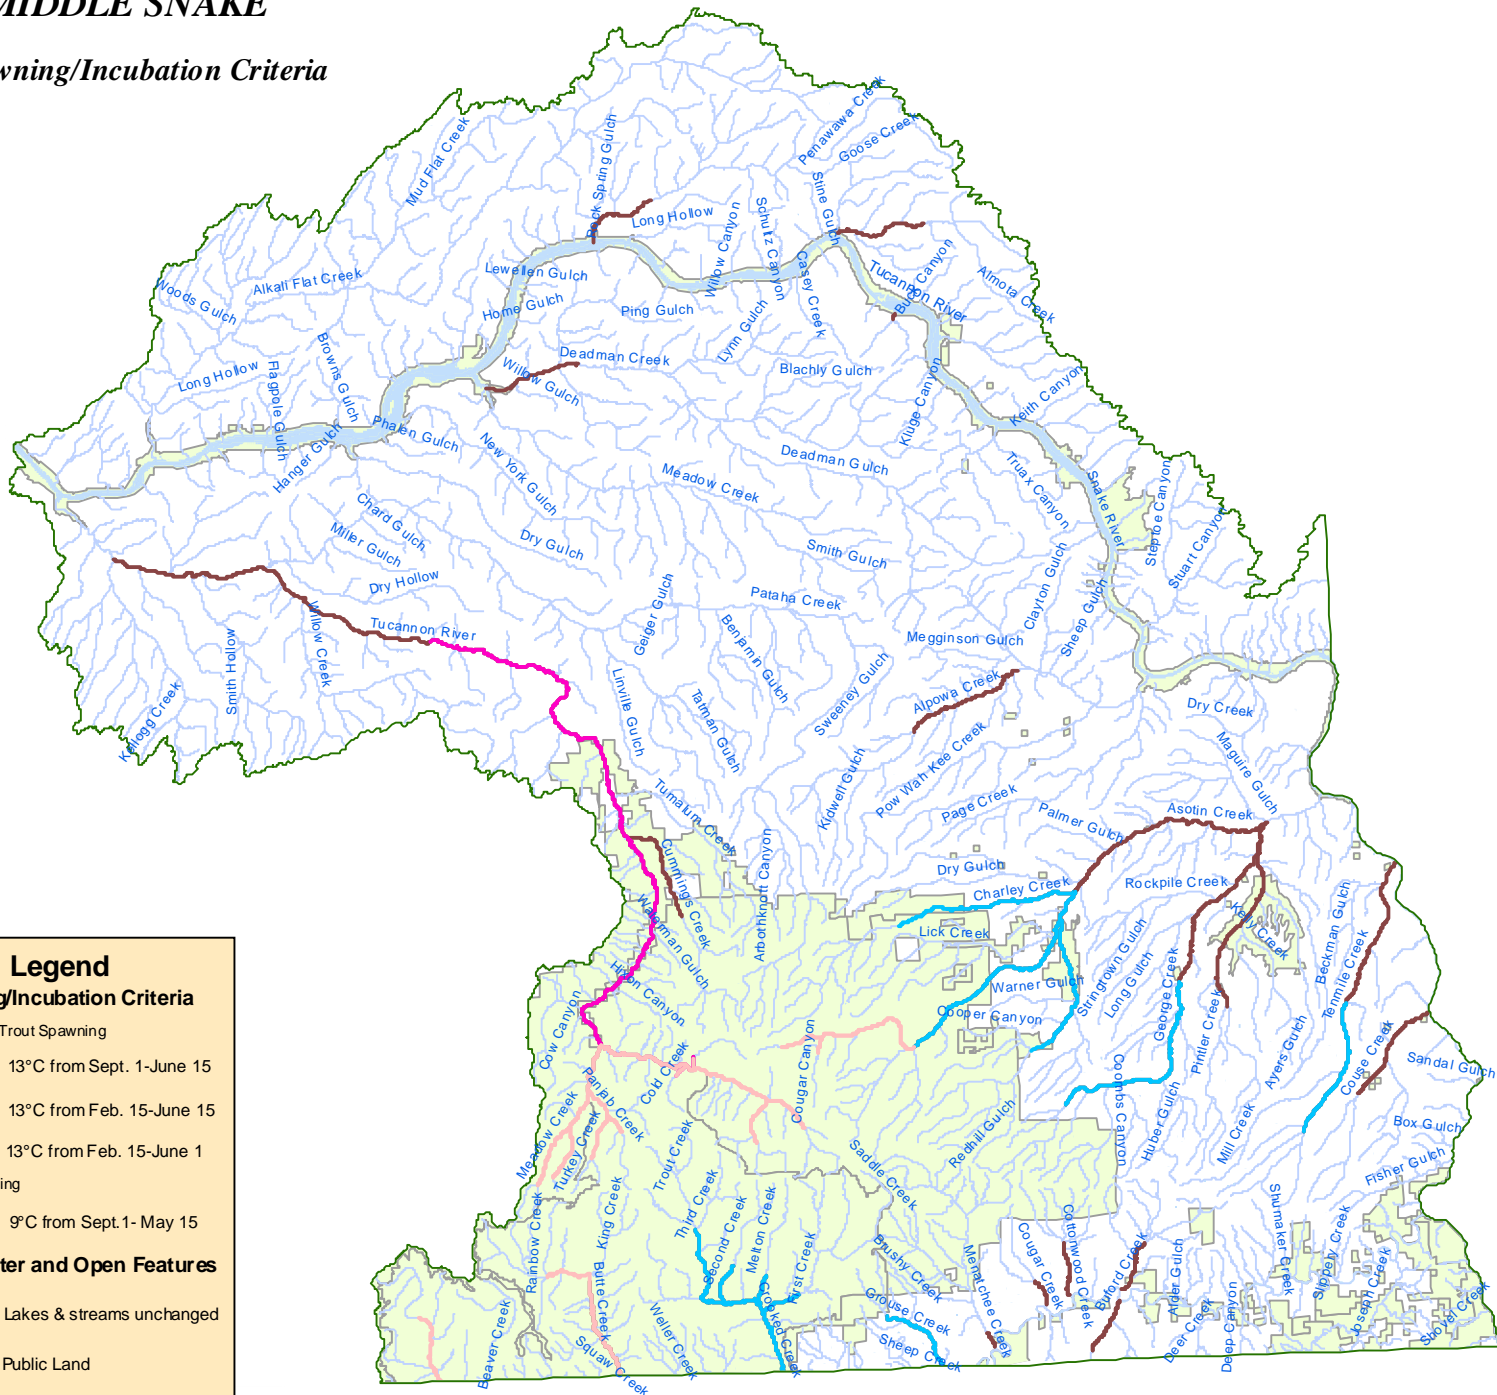 MIDDLE SNAKE
wning/Incubation Criteria
Penawawa Creek
Goose Creek
Mud Flat Creek
Spring Gulch
Stine Gulch
Long Hollow
Willow Canyon
Schultz Canyon
Casey Creek
Canyon
Tucannon River
Almota Creek
Lewellen Gulch
Alkali Flat Creek
Woods Gulch
Home Gulch
Ping Gulch
Lynn Gulch
Deadman Creek
Blachly Gulch
Browns Gulch
Willow Gulch
Long Hollow
Flagpole Gulch
Kluge Canyon
Keith Canyon
Phalen Gulch
Hanger Gulch
New York Gulch
Deadman Gulch
Meadow Creek
Truax Canyon
Snake River
Steptoe Canyon
Stuart Canyon
Chard Gulch
Miller Gulch
Dry Gulch
Smith Gulch
Clayton Gulch
Dry Hollow
Geiger Gulch
Pataha Creek
Sheep Gulch
Willow Creek
Tucannon River
Benjamin Gulch
Megginson Gulch
Smith Hollow
Kellogg Creek
Linville Gulch
Tatman Gulch
Sweeney Gulch
Alpowa Creek
Dry Creek
Maguire Gulch
Pow Wah Kee Creek
Kidwell Gulch
Tumalum Creek
Page Creek
Palmer Gulch
Asotin Creek
Cummings Creek
Arbothknott Canyon
Dry Gulch
Charley Creek
Rockpile Creek
Waterman Gulch
Lick Creek
Kelly Creek
Beckman Gulch
Tenmile Creek
Stringtown Gulch
Long Gulch
George Creek
Hixon Canyon
Warner Gulch
Cooper Canyon
Cow Canyon
Pintler Creek
Ayers Gulch
Couse Creek
Sandal Gulch
Cold Creek
Cougar Canyon
Panjab Creek
Meadow Creek
Turkey Creek
Trout Creek
Redhill Gulch
Coombs Canyon
Huber Gulch
Mill Creek
Box Gulch
Fisher Gulch
Saddle Creek
Third Creek
Second Creek
Melton Creek
First Creek
King Creek
Rainbow Creek
Butte Creek
Brushy Creek
Menatchee Creek
Cougar Creek
Cottonwood Creek
Buford Creek
Alder Gulch
Shumaker Creek
Slippery Creek
Joseph Creek
Shovel Creek
Grouse Creek
Sheep Creek
Crooked Creek
Deer Creek
Deep Canyon
Beaver Creek
Weller Creek
Squaw Creek
Legend
g/Incubation Criteria
Trout Spawning
13°C from Sept. 1-June 15
13°C from Feb. 15-June 15
13°C from Feb. 15-June 1
ing
9°C from Sept.1- May 15
ter and Open Features
Lakes & streams unchanged
Public Land